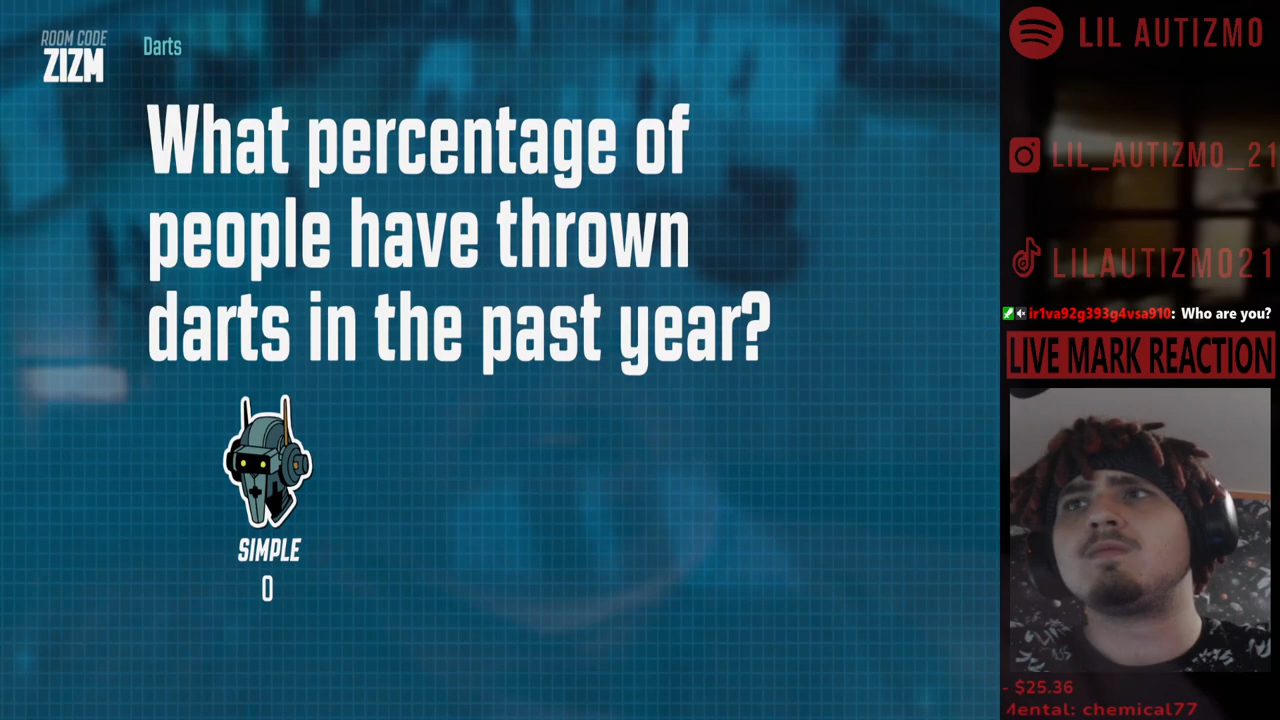 ROOM CODE
ZIZM
Darts
What percentage of
people have thrown
darts in the past year?
SIMPLE
0
LIL AUTIZMO
LIL_AUTIZMO_21
LILAUTIZMO21
ir1va92g393g4vsa910: Who are you?
LIVE MARK REACTION
- $25.36
Mental: chemical77